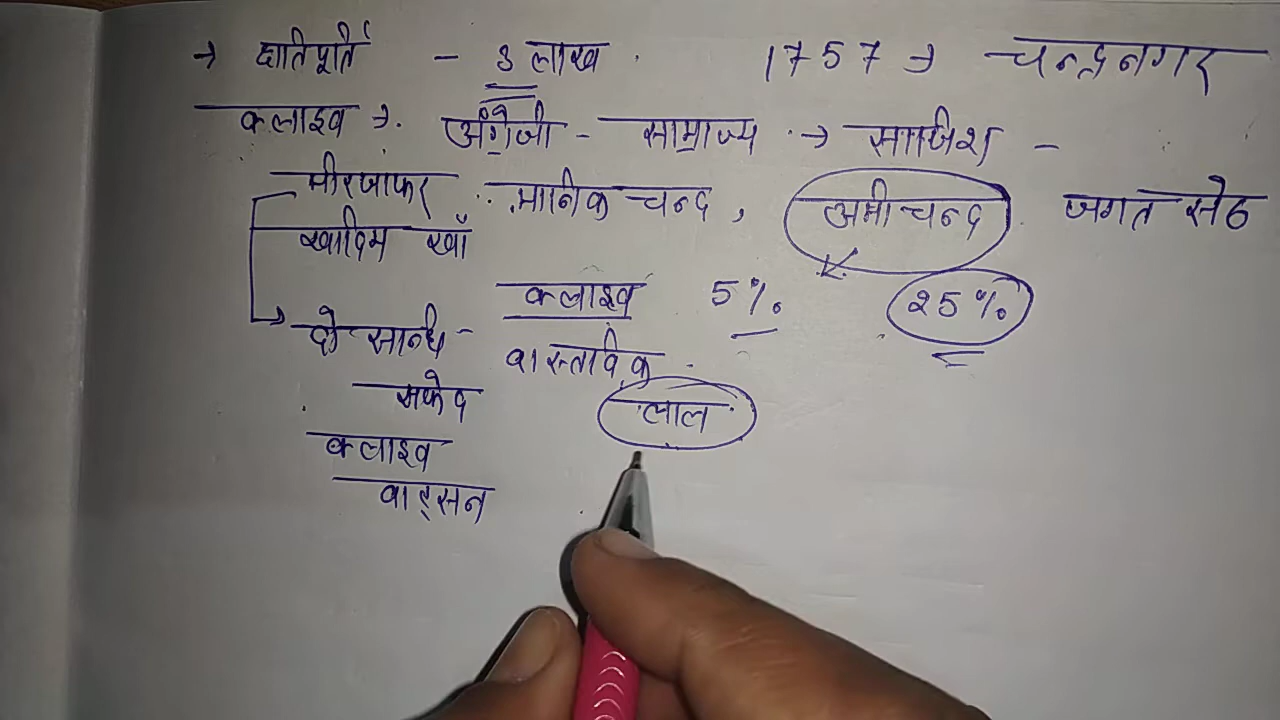 → क्षतिपूर्ति - 3 लाख . 1757 → चन्द्रनगर
क्लाइव → . अंग्रेजी - साम्राज्य → साजिश -
मीरजाफर .. मानिक चन्द , अमीचन्द . जगत सेठ
खादिम खाँ
क्लाइव 5% 25%
दो सन्धि - वास्तविक -
सफेद लाल
क्लाइव
वाट्सन